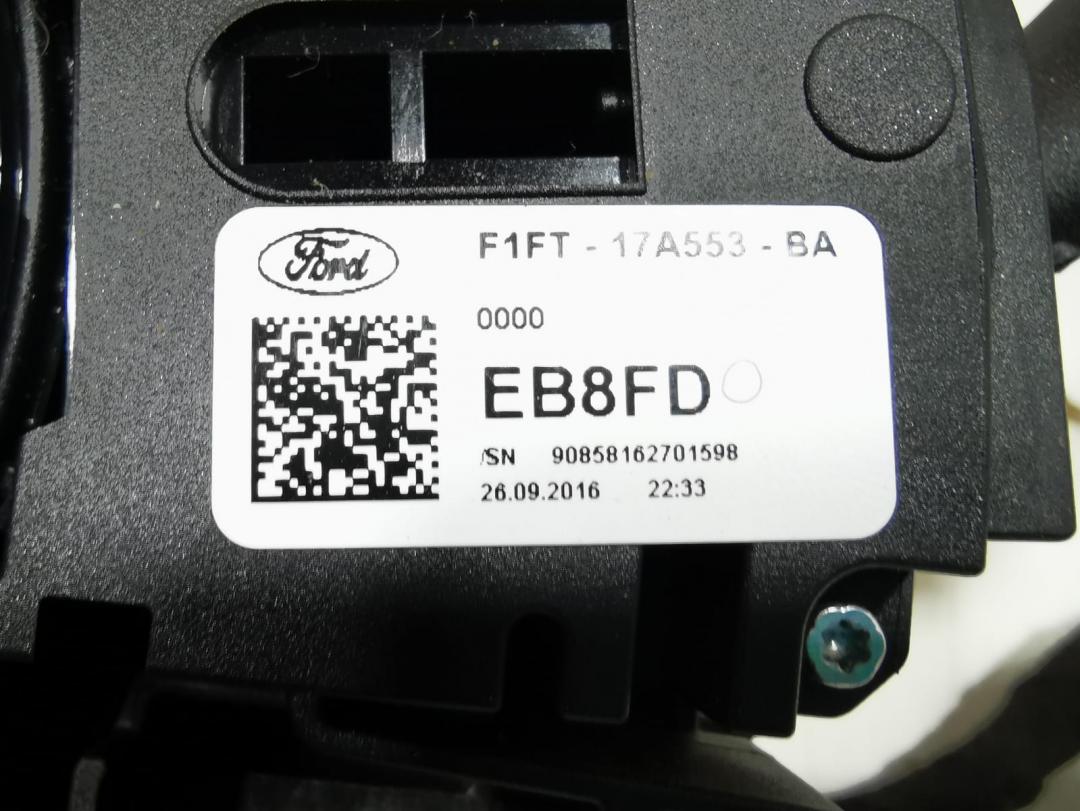 Ford
F1FT - 17A553 - BA
0000
EB8FD
/SN 90858162701598
26.09.2016 22:33